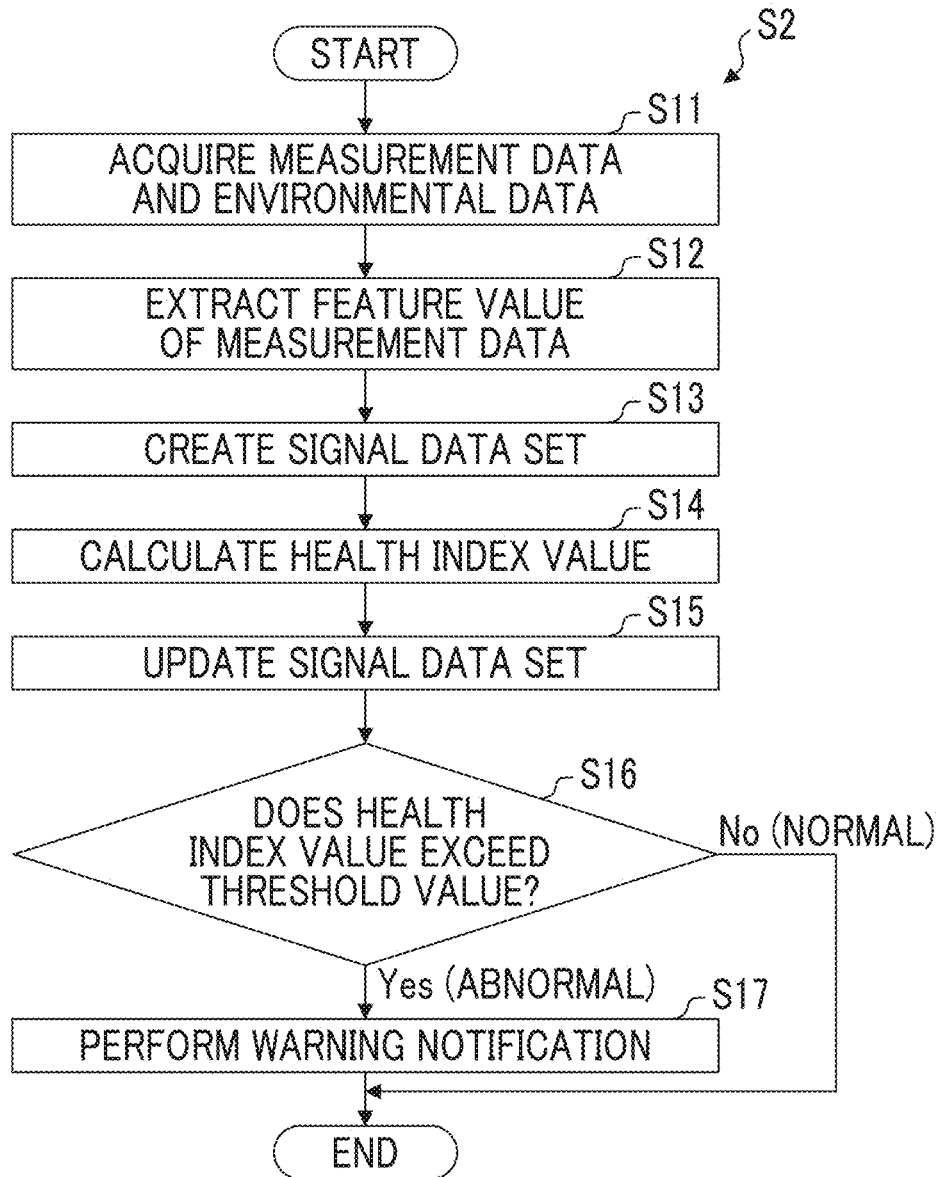 S2
START
S11
ACQUIRE MEASUREMENT DATA
AND ENVIRONMENTAL DATA
S12
EXTRACT FEATURE VALUE
OF MEASUREMENT DATA
S13
CREATE SIGNAL DATA SET
S14
CALCULATE HEALTH INDEX VALUE
S15
UPDATE SIGNAL DATA SET
S16
DOES HEALTH
INDEX VALUE EXCEED
THRESHOLD VALUE?
No (NORMAL)
Yes (ABNORMAL)
S17
PERFORM WARNING NOTIFICATION
END